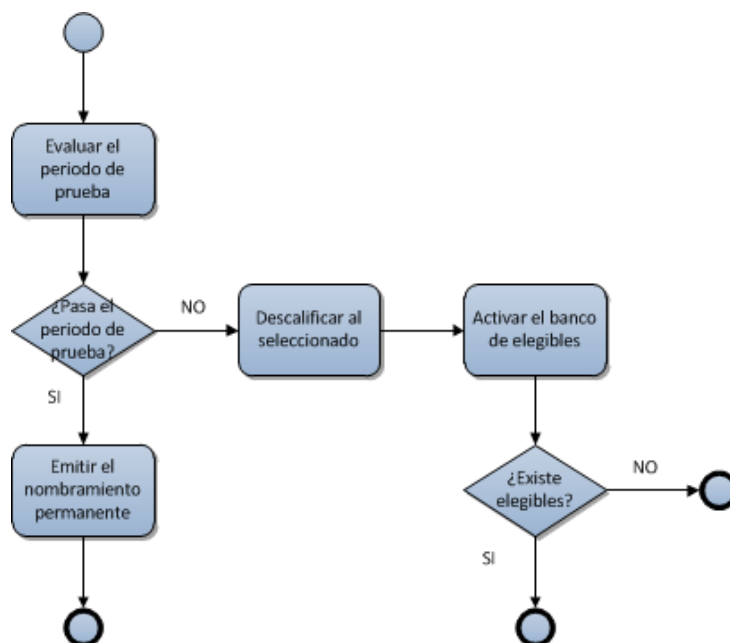 Evaluar el
periodo de
prueba
¿Pasa el
periodo de
prueba?
NO
Descalificar al
seleccionado
Activar el banco
de elegibles
SI
Emitir el
nombramiento
permanente
¿Existe
elegibles?
NO
SI